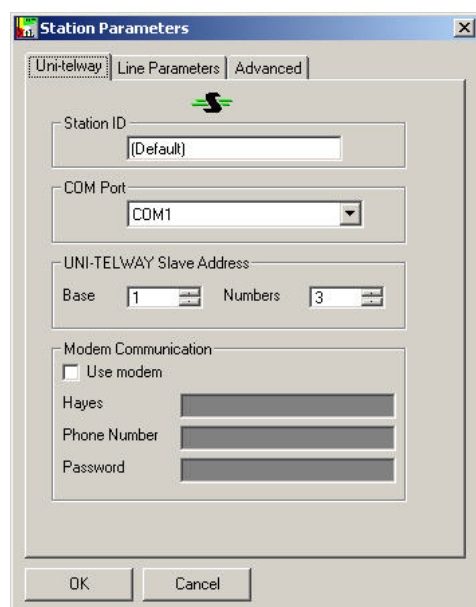 Station Parameters
Uni-telway Line Parameters Advanced
Station ID
(Default)
COM Port
COM1
UNI-TELWAY Slave Address
Base 1 Numbers 3
Modem Communication
Use modem
Hayes
Phone Number
Password
OK Cancel